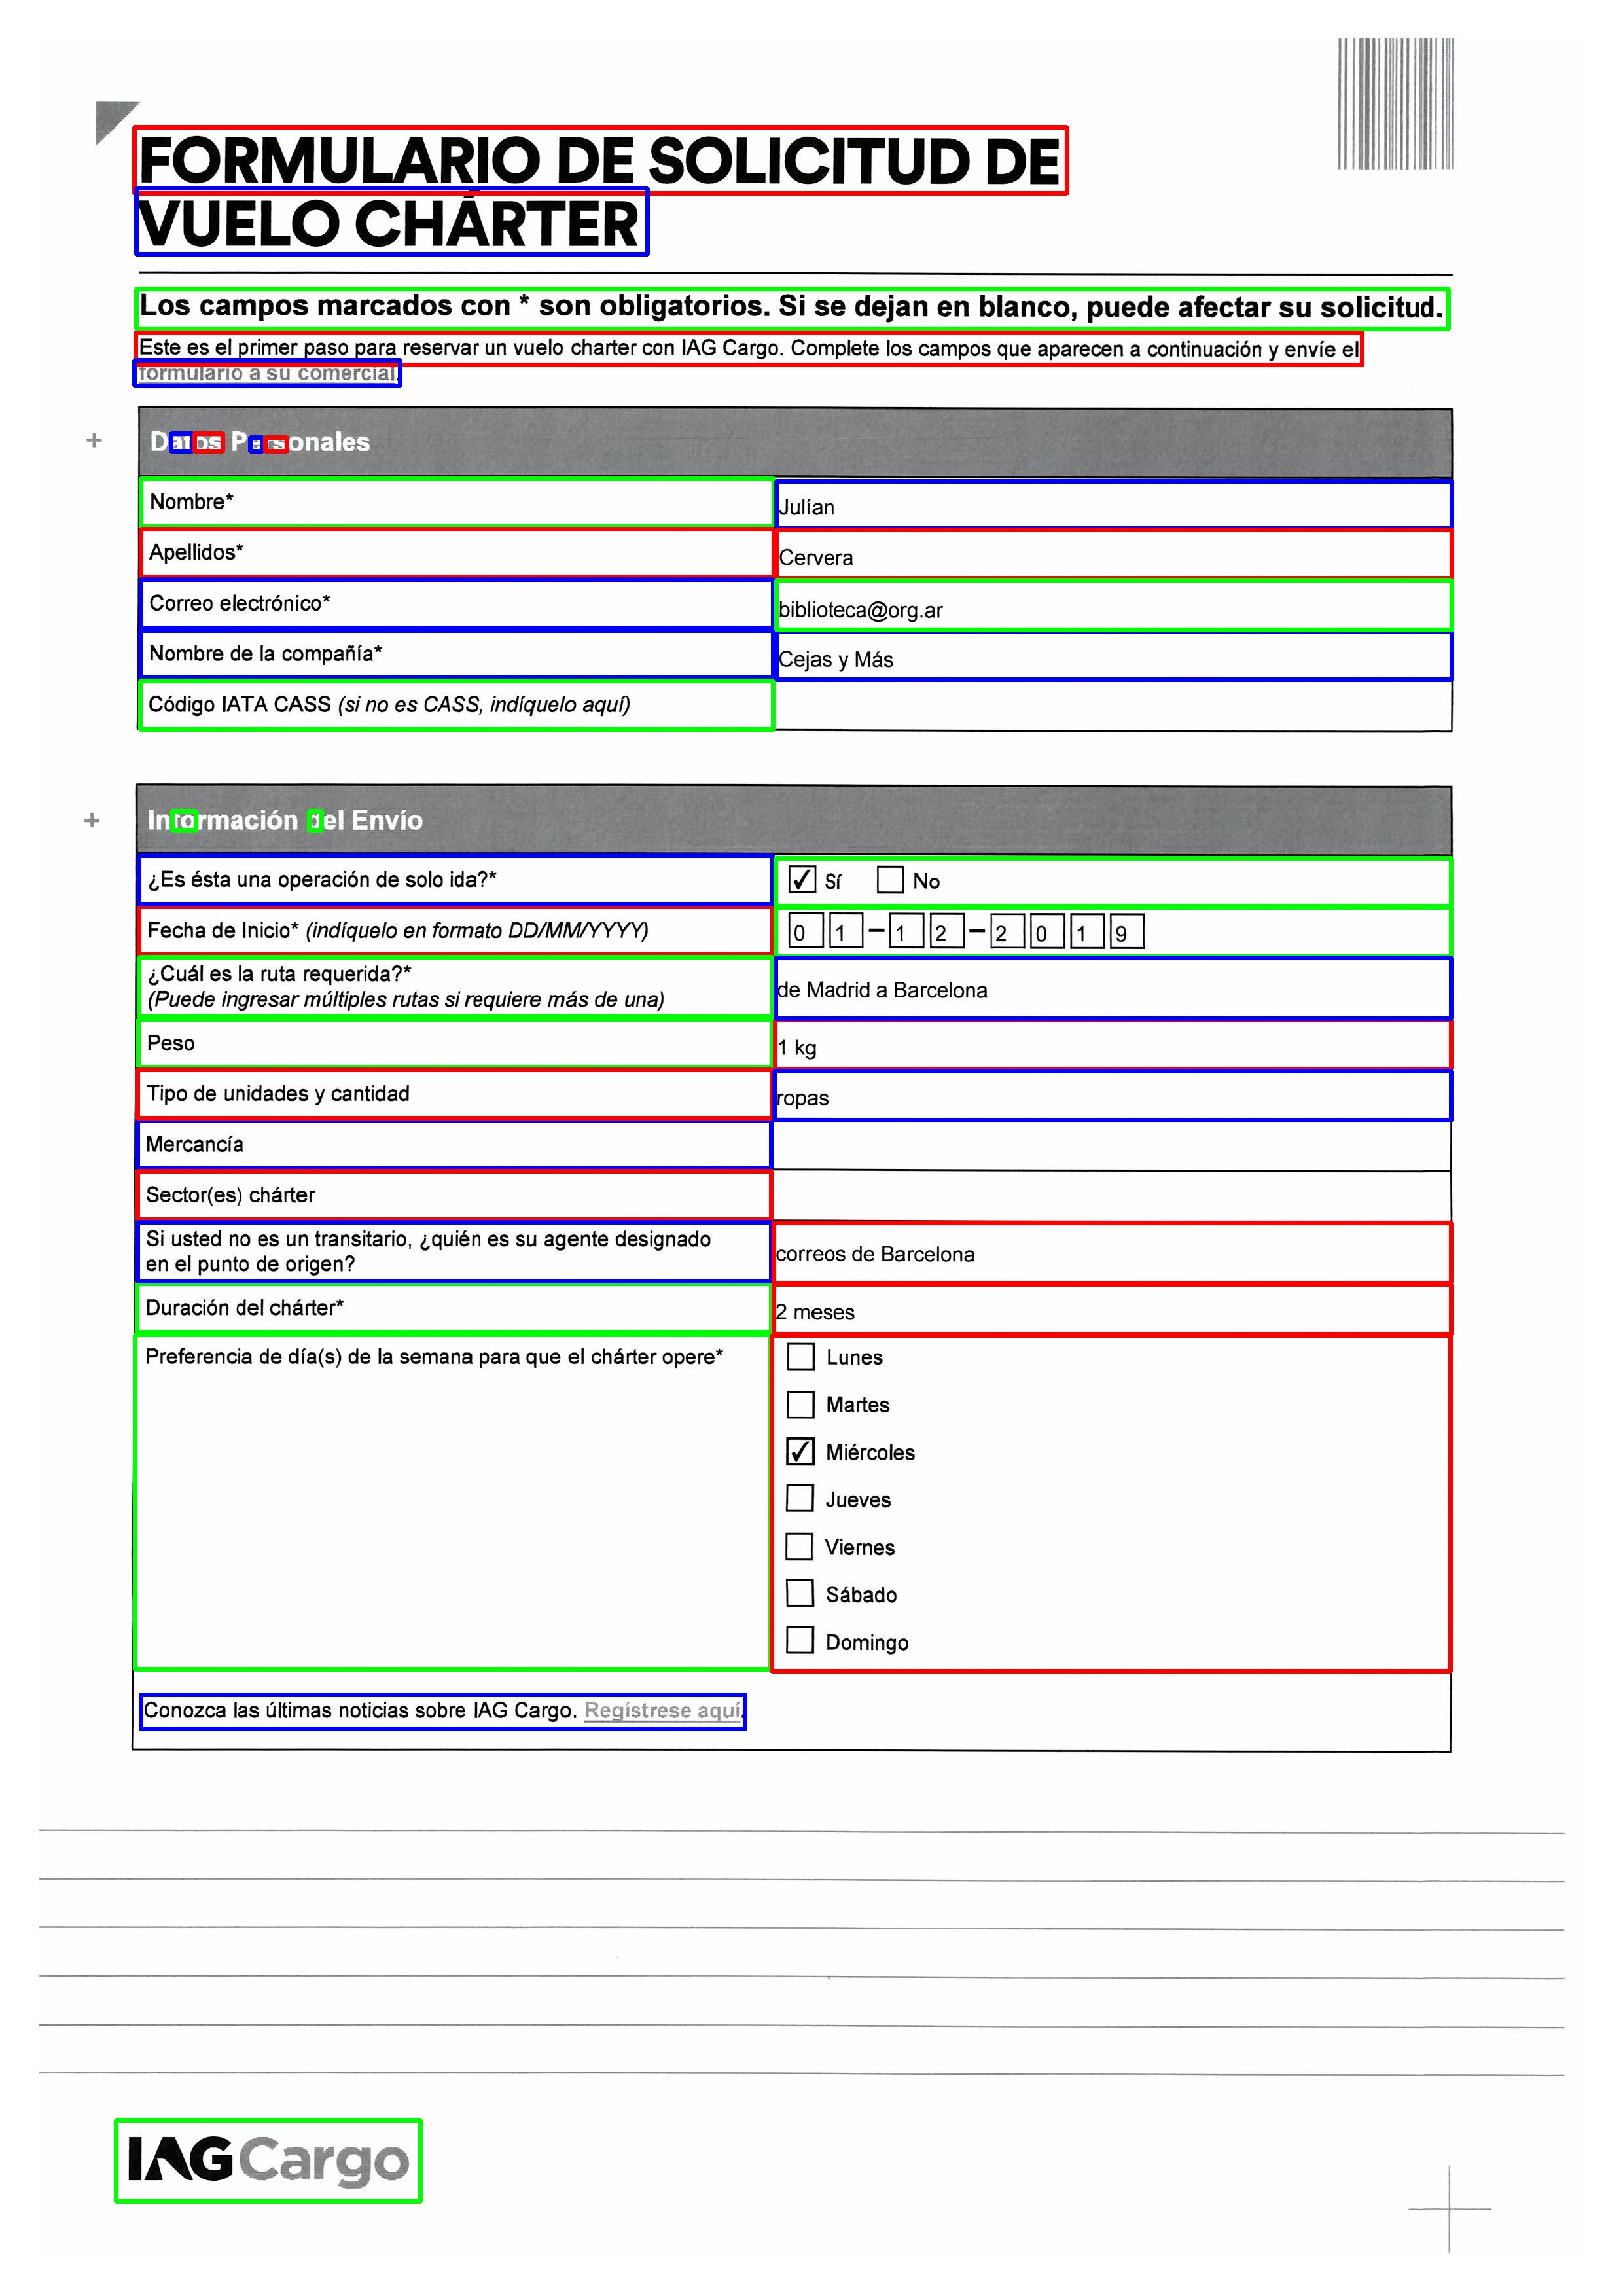 FORMULARIO DE SOLICITUD DE
VUELO CHÁRTER
Los campos marcados con * son obligatorios. Si se dejan en blanco, puede afectar su solicitud.
Este es el primer paso para reservar un vuelo charter con IAG Cargo. Complete los campos que aparecen a continuación y envíe el
formulario a su comercial.
Datos Personales
Nombre* Julían
Apellidos* Cervera
Correo electrónico* biblioteca@org.ar
Nombre de la compañía* Cejas y Más
Código IATA CASS (si no es CASS, indíquelo aquí)
Información del Envío
¿Es ésta una operación de solo ida?* ✓ Sí No
Fecha de Inicio* (indíquelo en formato DD/MM/YYYY) 01-12-2019
¿Cuál es la ruta requerida?*
(Puede ingresar múltiples rutas si requiere más de una) de Madrid a Barcelona
Peso 1 kg
Tipo de unidades y cantidad ropas
Mercancía
Sector(es) chárter
Si usted no es un transitario, ¿quién es su agente designado
en el punto de origen? correos de Barcelona
Duración del chárter* 2 meses
Preferencia de día(s) de la semana para que el chárter opere* Lunes
Martes
✓ Miércoles
Jueves
Viernes
Sábado
Domingo
Conozca las últimas noticias sobre IAG Cargo. Regístrese aquí.
IAG Cargo